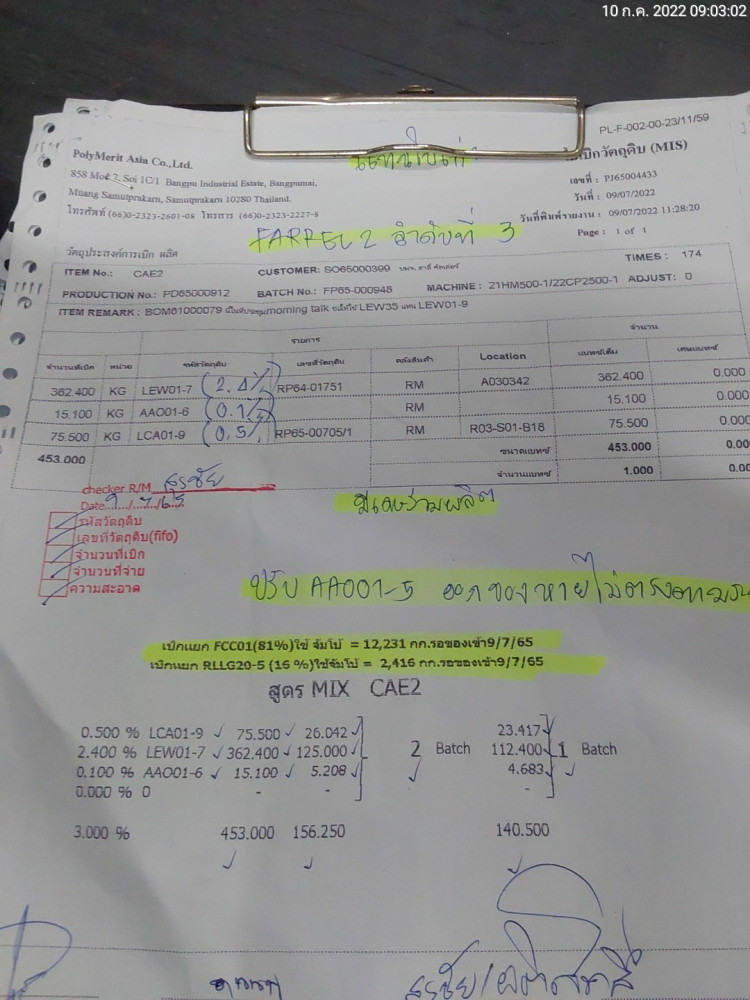 10 ก.ค. 2022 09:03:02
PL-F-002-00-23/11/59
PolyMerit Asia Co.,Ltd.
ใบเบิกวัตถุดิบ (MIS)
858 Moo 2, Soi 1C/1 Bangpu Industrial Estate, Bangpumai,
เลขที่ : PJ65004433
Muang Samutprakarn, Samutprakarn 10280 Thailand.
วันที่ : 09/07/2022
โทรศัพท์ (66)0-2323-2601-08 โทรสาร (66)0-2323-2227-8
วันที่พิมพ์รายงาน : 09/07/2022 11:28:20
FARREL 2 ลำดับที่ 3
Page : 1 of 1
วัตถุประสงค์การเบิก ผลิต
ITEM No.: CAE2 CUSTOMER: SO65000399 TIMES : 174
PRODUCTION No.: PD65000912 BATCH No.: FP65-000948 MACHINE : 21HM500-1/22CP2500-1 ADJUST: 0
ITEM REMARK : BOM61000079 morning talk LEW35 แทน LEW01-9
รายการ จำนวน
จำนวนที่เบิก หน่วย รหัสวัตถุดิบ เลขที่วัตถุดิบ คลังสินค้า Location แบทซ์เต็ม เศษแบทซ์
362.400 KG LEW01-7 (2.4%) RP64-01751 RM A030342 362.400 0.000
15.100 KG AAO01-6 (0.1%) RM 15.100 0.000
75.500 KG LCA01-9 (0.5%) RP65-00705/1 RM R03-S01-B18 75.500 0.000
453.000 ขนาดแบทซ์ 453.000 0.00
จำนวนแบทซ์ 1.000 0.00
checker R/M สุรชัย
Date 9/7/65
รหัสวัตถุดิบ
เลขที่วัตถุดิบ(fifo)
จำนวนที่เบิก
จำนวนที่จ่าย
ความสะอาด
มีเศษร่วมผลิต
ปรับ AAO01-5 ออกของหายไม่ตรงตาม
เบิกแยก FCC01(81%)ใช้ จัมโบ้ = 12,231 กก.รอของเข้า9/7/65
เบิกแยก RLLG20-5 (16 %)ใช้จัมโบ้ = 2,416 กก.รอของเข้า9/7/65
สูตร MIX CAE2
0.500 % LCA01-9 75.500 26.042 23.417
2.400 % LEW01-7 362.400 125.000 2 Batch 112.400 1 Batch
0.100 % AAO01-6 15.100 5.208 4.683
0.000 % 0 - - -
3.000 % 453.000 156.250 140.500